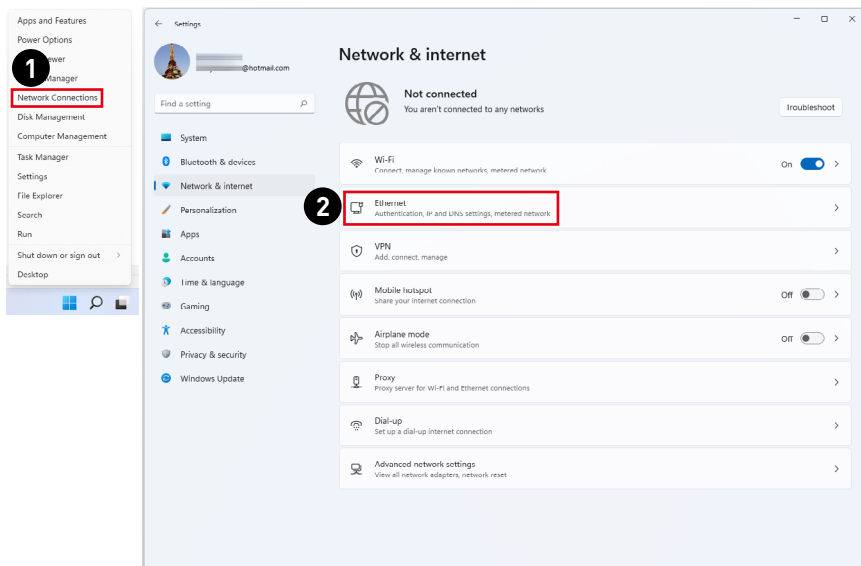 Apps and Features
Power Options
ewer
Manager
1
Network Connections
Disk Management
Computer Management
Task Manager
Settings
File Explorer
Search
Run
Shut down or sign out
Desktop
Settings
@hotmail.com
Find a setting
System
Bluetooth & devices
Network & internet
Personalization
Apps
Accounts
Time & language
Gaming
Accessibility
Privacy & security
Windows Update
Network & internet
Not connected
You aren't connected to any networks
Troubleshoot
Wi-Fi
Connect, manage known networks, metered network
On
2
Ethernet
Authentication, IP and DNS settings, metered network
VPN
Add, connect, manage
Mobile hotspot
Share your internet connection
Off
Airplane mode
Stop all wireless communication
Off
Proxy
Proxy server for Wi-Fi and Ethernet connections
Dial-up
Set up a dial-up internet connection
Advanced network settings
View all network adapters, network reset